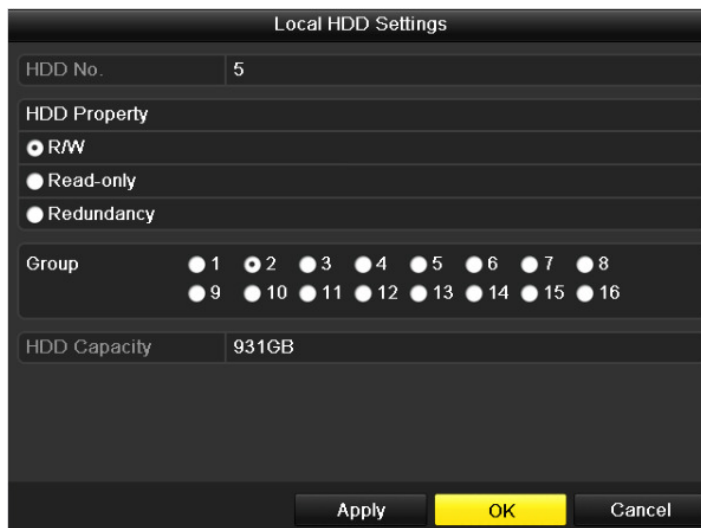 Local HDD Settings
HDD No. 5
HDD Property
R/W
Read-only
Redundancy
Group 1 2 3 4 5 6 7 8
9 10 11 12 13 14 15 16
HDD Capacity 931GB
Apply OK Cancel